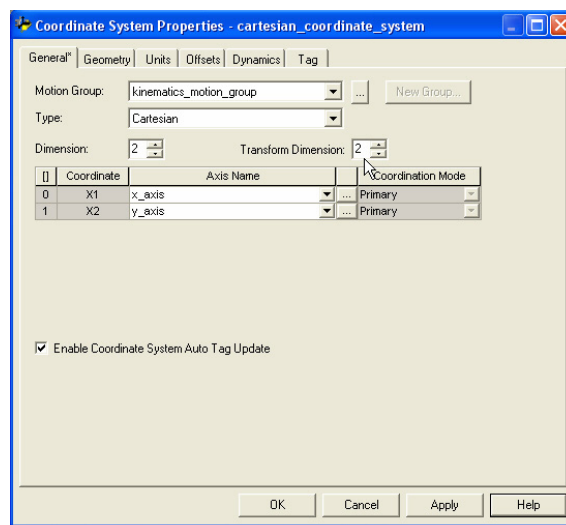 Coordinate System Properties - cartesian_coordinate_system
General* Geometry Units Offsets Dynamics Tag
Motion Group: kinematics_motion_group ... New Group...
Type: Cartesian
Dimension: 2 Transform Dimension: 2
[] Coordinate Axis Name Coordination Mode
0 X1 x_axis ... Primary
1 X2 y_axis ... Primary
Enable Coordinate System Auto Tag Update
OK Cancel Apply Help